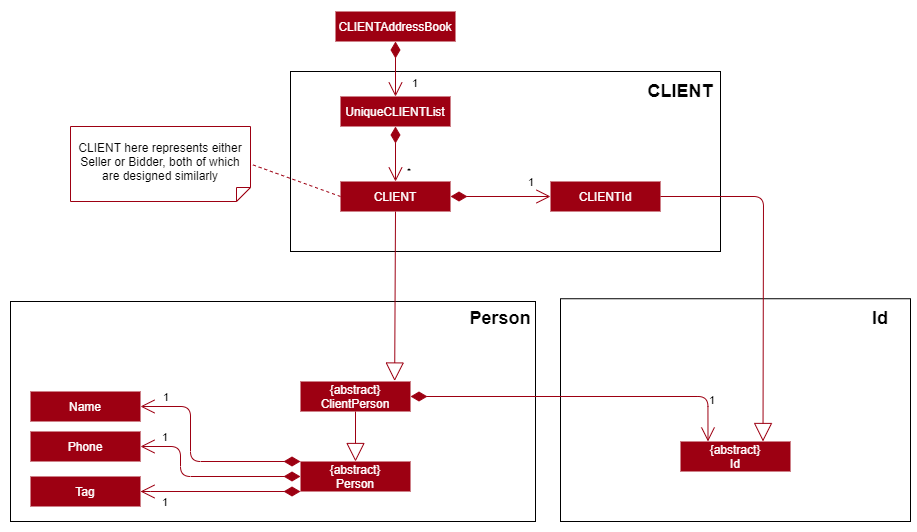 CLIENTAddressBook
1
CLIENT
UniqueCLIENTList
CLIENT here represents either
Seller or Bidder, both of which
are designed similarly
*
CLIENT
1
CLIENTId
Person
Id
{abstract}
ClientPerson
1
Name
1
Phone
1
{abstract}
Id
{abstract}
Person
Tag
1